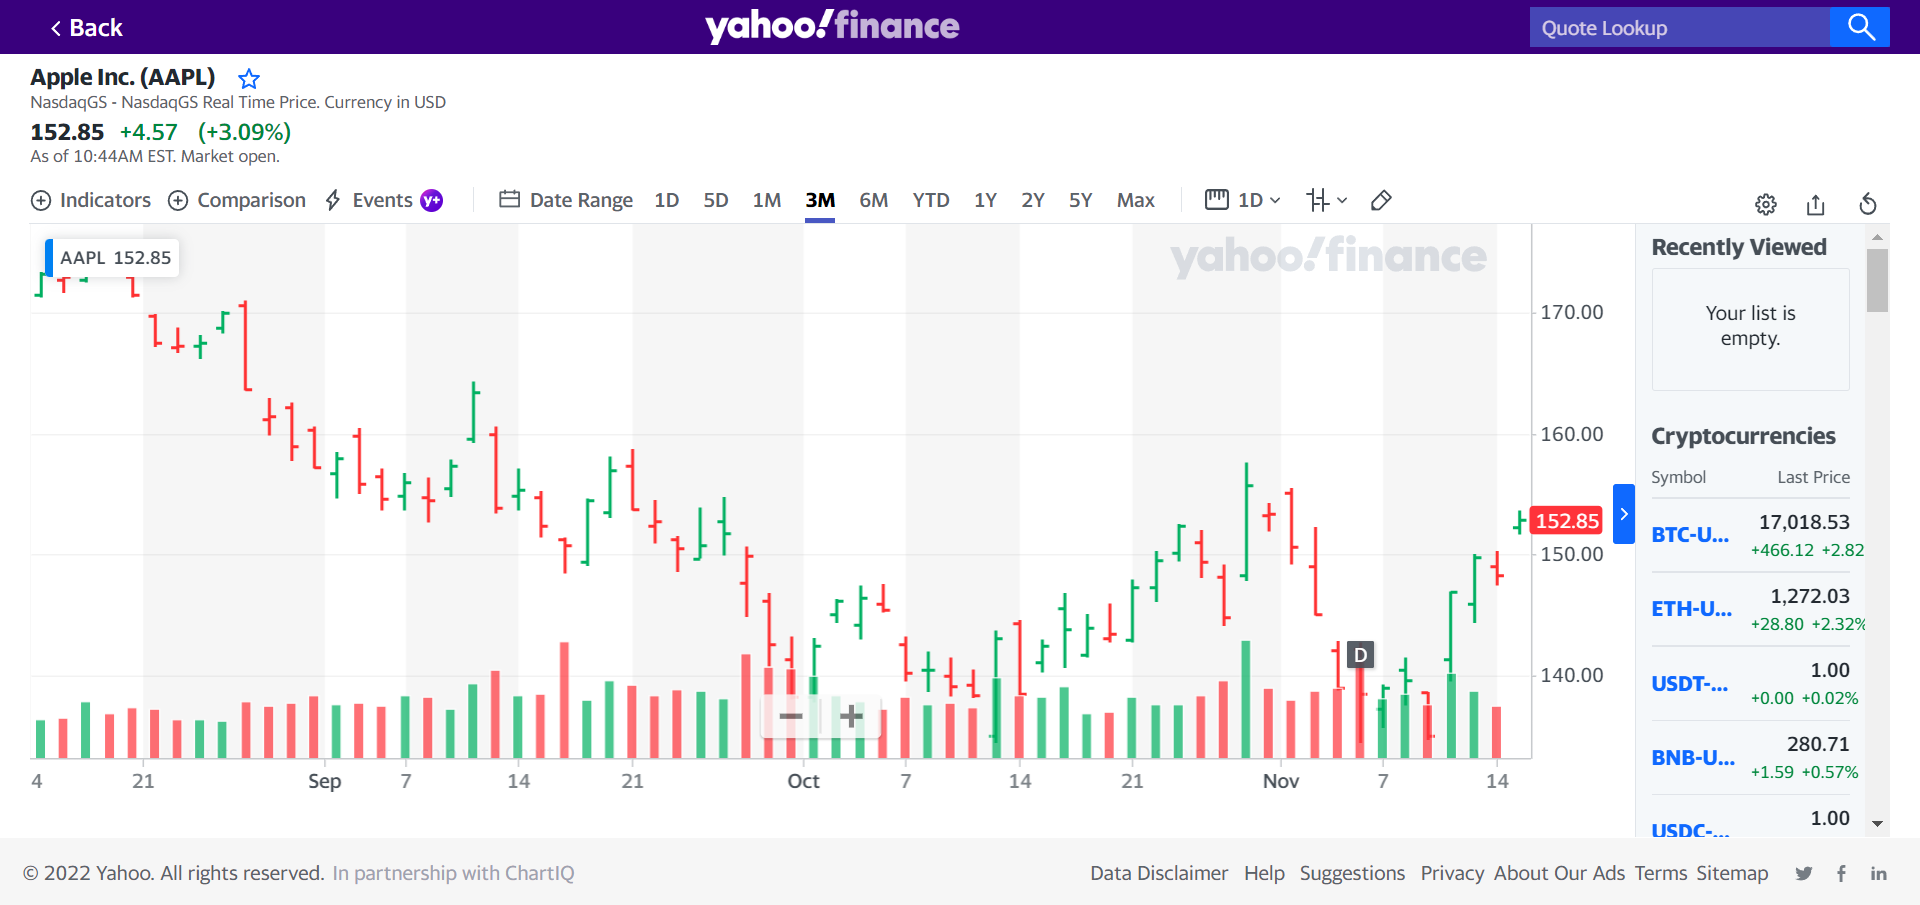 Back
yahoo!finance
Quote Lookup
Apple Inc. (AAPL)
NasdaqGS - NasdaqGS Real Time Price. Currency in USD
152.85 +4.57 (+3.09%)
As of 10:44AM EST. Market open.
Indicators Comparison Events y+ Date Range 1D 5D 1M 3M 6M YTD 1Y 2Y 5Y Max 1D
AAPL 152.85
yahoo!finance
170.00
160.00
152.85
150.00
140.00
D
4 21 Sep 7 14 21 Oct 7 14 21 Nov 7 14
Recently Viewed
Your list is
empty.
Cryptocurrencies
Symbol Last Price
BTC-U... 17,018.53
+466.12 +2.82
ETH-U... 1,272.03
+28.80 +2.32%
USDT-... 1.00
+0.00 +0.02%
BNB-U... 280.71
+1.59 +0.57%
USDC-... 1.00
© 2022 Yahoo. All rights reserved. In partnership with ChartIQ
Data Disclaimer Help Suggestions Privacy About Our Ads Terms Sitemap